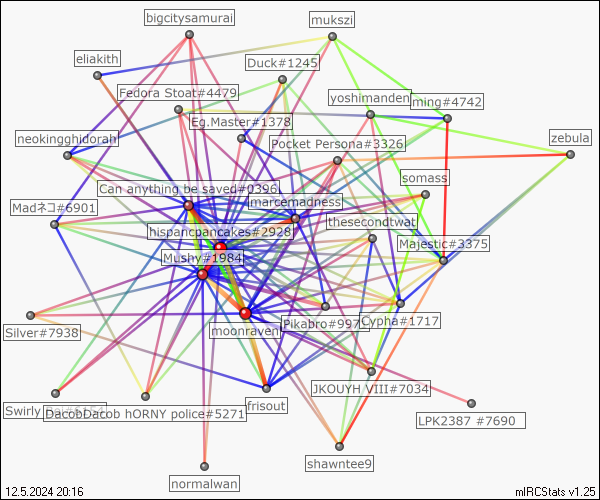 bigcitysamurai
mukszi
eliakith
Duck#1245
Fedora Stoat#4479
yoshimanden
ming#4742
Eg.Master#1378
neokingghidorah
Pocket Persona#3326
zebula
somass
Can anything be saved#0396
marcemadness
Madネコ#6901
thesecondtwat
hispanicpancakes#2928
Majestic#3375
Mushy#1984
moonraven
Pikabro#997
Cypha#1717
Silver#7938
JKOUYH VIII#7034
frisout
Swirly
DacobDacob hORNY police#5271
LPK2387 #7690
shawntee9
normalwan
12.5.2024 20:16
mIRCStats v1.25